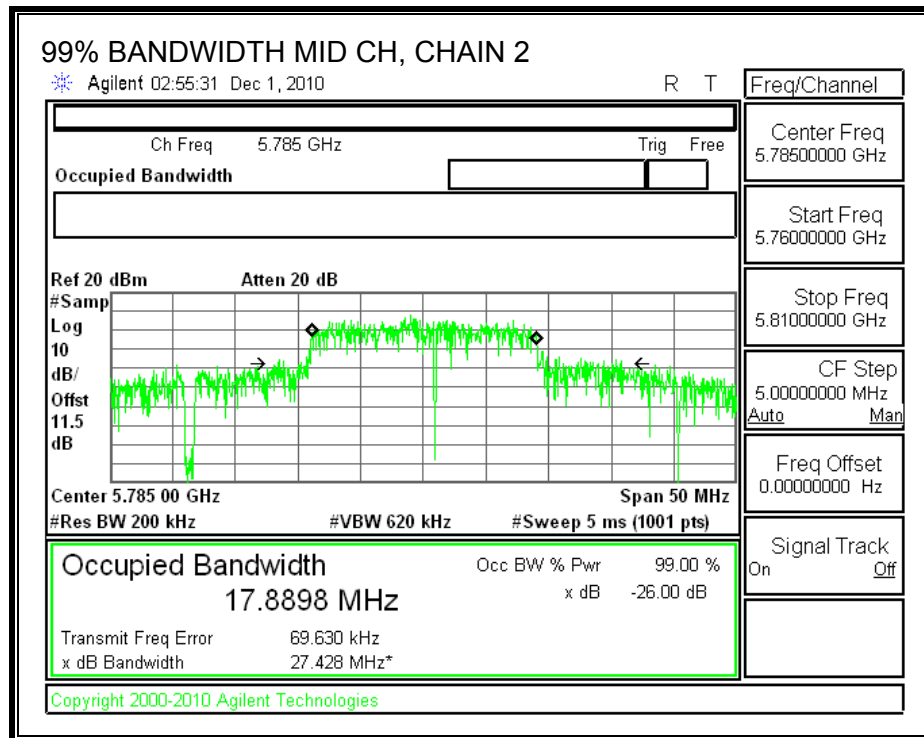 99% BANDWIDTH MID CH, CHAIN 2
Agilent 02:55:31 Dec 1, 2010 R T
Ch Freq 5.785 GHz Trig Free
Occupied Bandwidth
Ref 20 dBm Atten 20 dB
#Samp
Log
10
dB/
Offst
11.5
dB
Center 5.785 00 GHz Span 50 MHz
#Res BW 200 kHz #VBW 620 kHz #Sweep 5 ms (1001 pts)
Occupied Bandwidth Occ BW % Pwr 99.00 %
17.8898 MHz x dB -26.00 dB
Transmit Freq Error 69.630 kHz
x dB Bandwidth 27.428 MHz*
Copyright 2000-2010 Agilent Technologies
Freq/Channel
Center Freq
5.78500000 GHz
Start Freq
5.76000000 GHz
Stop Freq
5.81000000 GHz
CF Step
5.00000000 MHz
Auto Man
Freq Offset
0.00000000 Hz
Signal Track
On Off